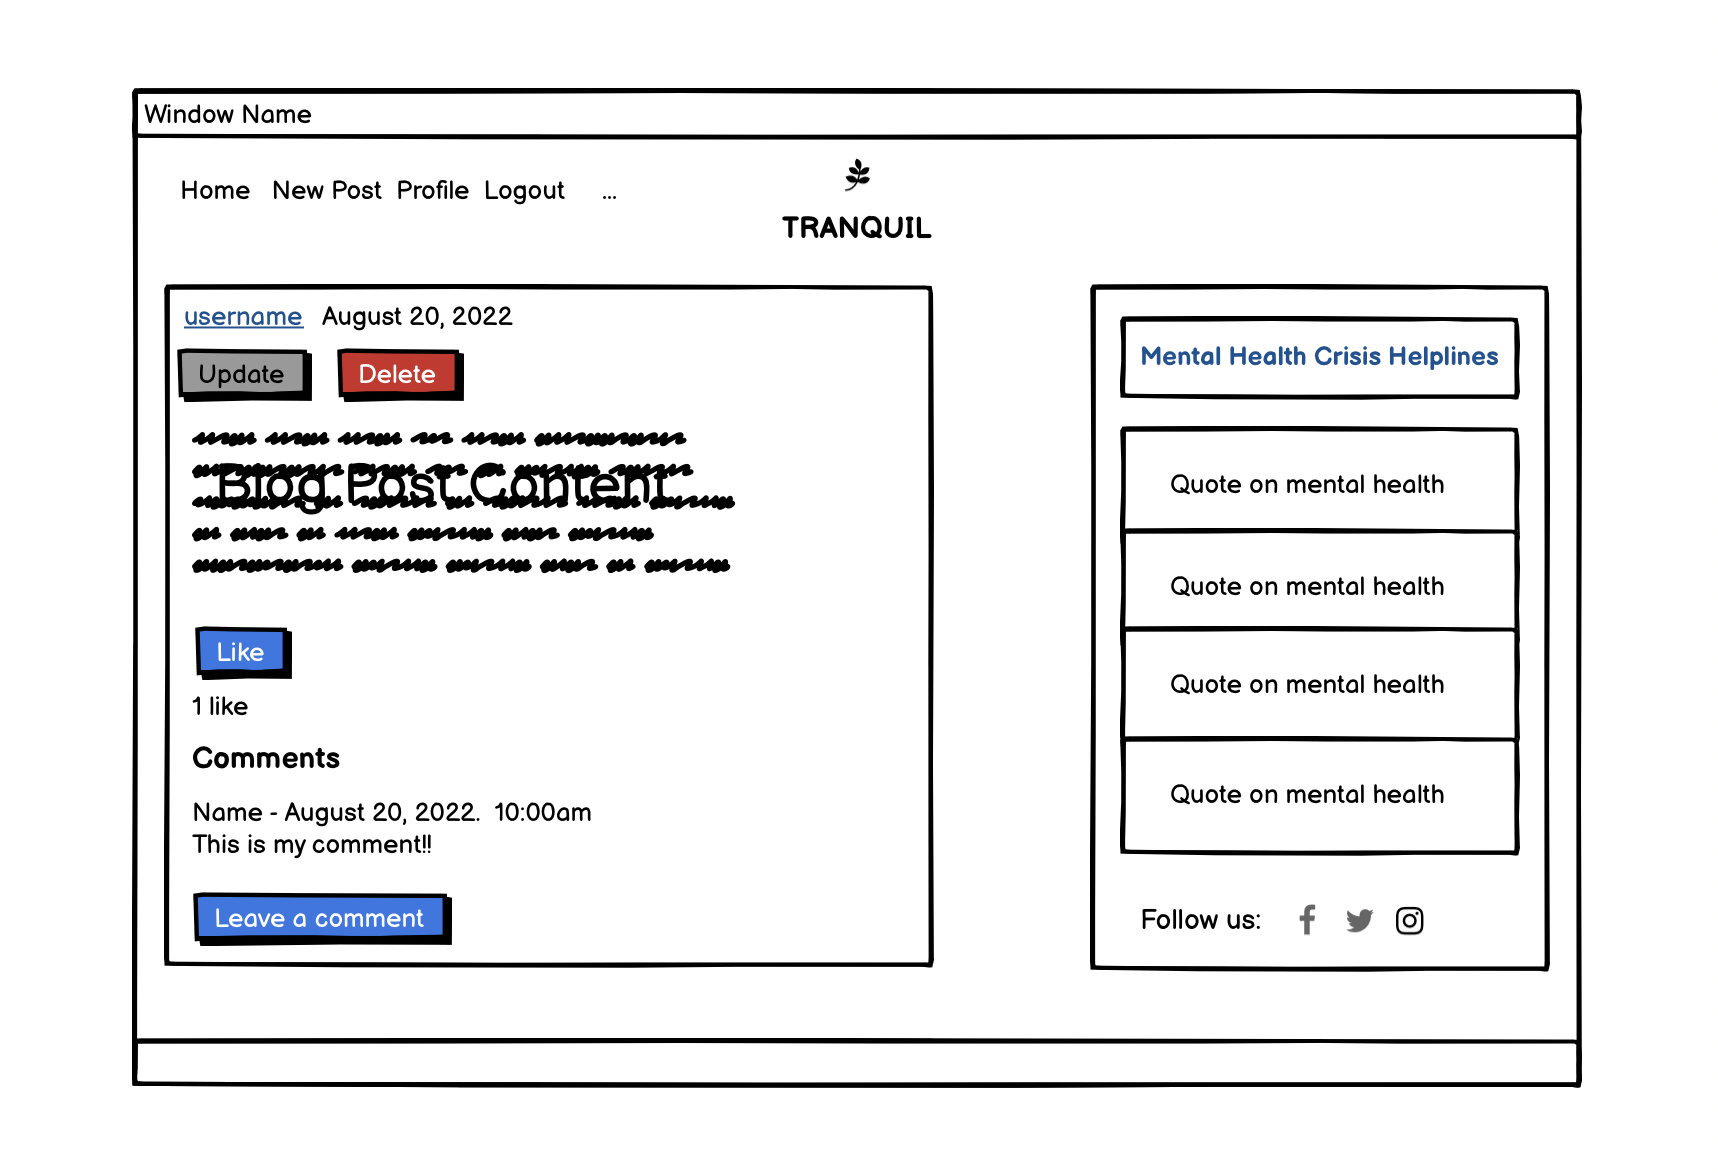 Window Name
Home New Post Profile Logout ...
TRANQUIL
username August 20, 2022
Update Delete
Blog Post Content
Like
1 like
Comments
Name - August 20, 2022. 10:00am
This is my comment!!
Leave a comment
Mental Health Crisis Helplines
Quote on mental health
Quote on mental health
Quote on mental health
Quote on mental health
Follow us: